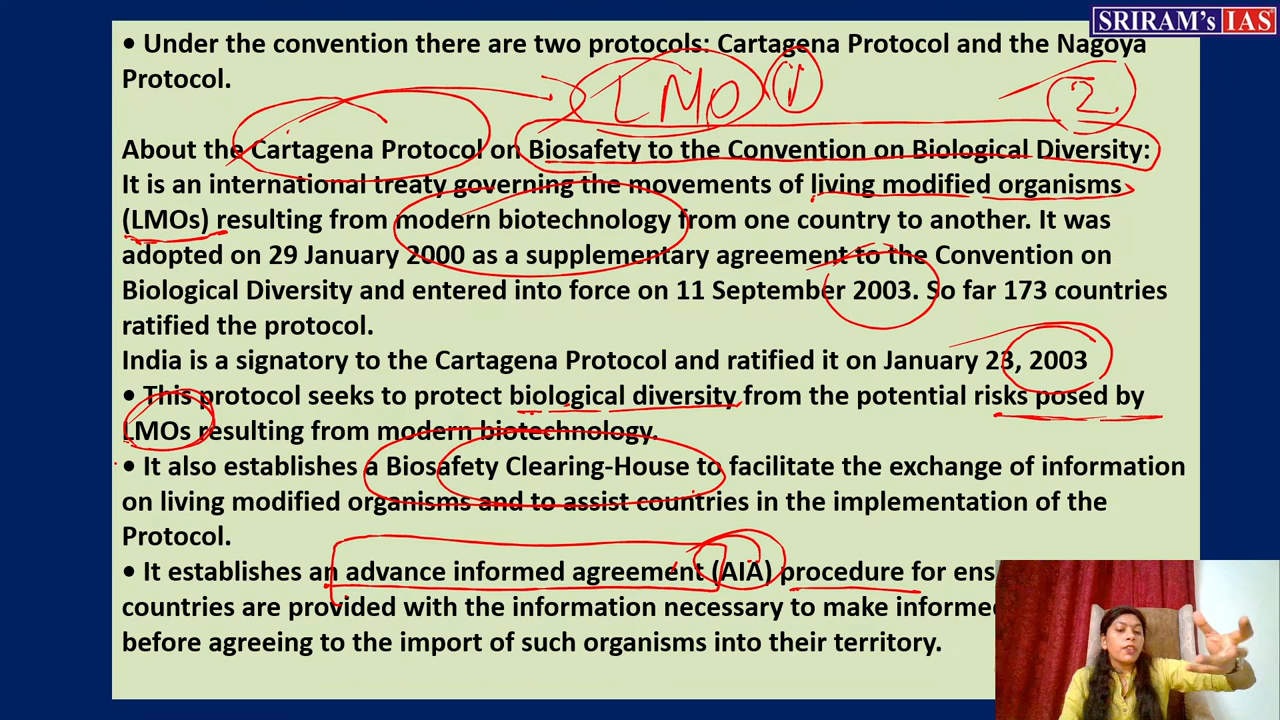 SRIRAM's IAS
• Under the convention there are two protocols: Cartagena Protocol and the Nagoya
Protocol.
LMO 1
2
About the Cartagena Protocol on Biosafety to the Convention on Biological Diversity:
It is an international treaty governing the movements of living modified organisms
(LMOs) resulting from modern biotechnology from one country to another. It was
adopted on 29 January 2000 as a supplementary agreement to the Convention on
Biological Diversity and entered into force on 11 September 2003. So far 173 countries
ratified the protocol.
India is a signatory to the Cartagena Protocol and ratified it on January 23, 2003
• This protocol seeks to protect biological diversity from the potential risks posed by
LMOs resulting from modern biotechnology.
• It also establishes a Biosafety Clearing-House to facilitate the exchange of information
on living modified organisms and to assist countries in the implementation of the
Protocol.
• It establishes an advance informed agreement (AIA) procedure for
countries are provided with the information necessary to make
before agreeing to the import of such organisms into their territory.